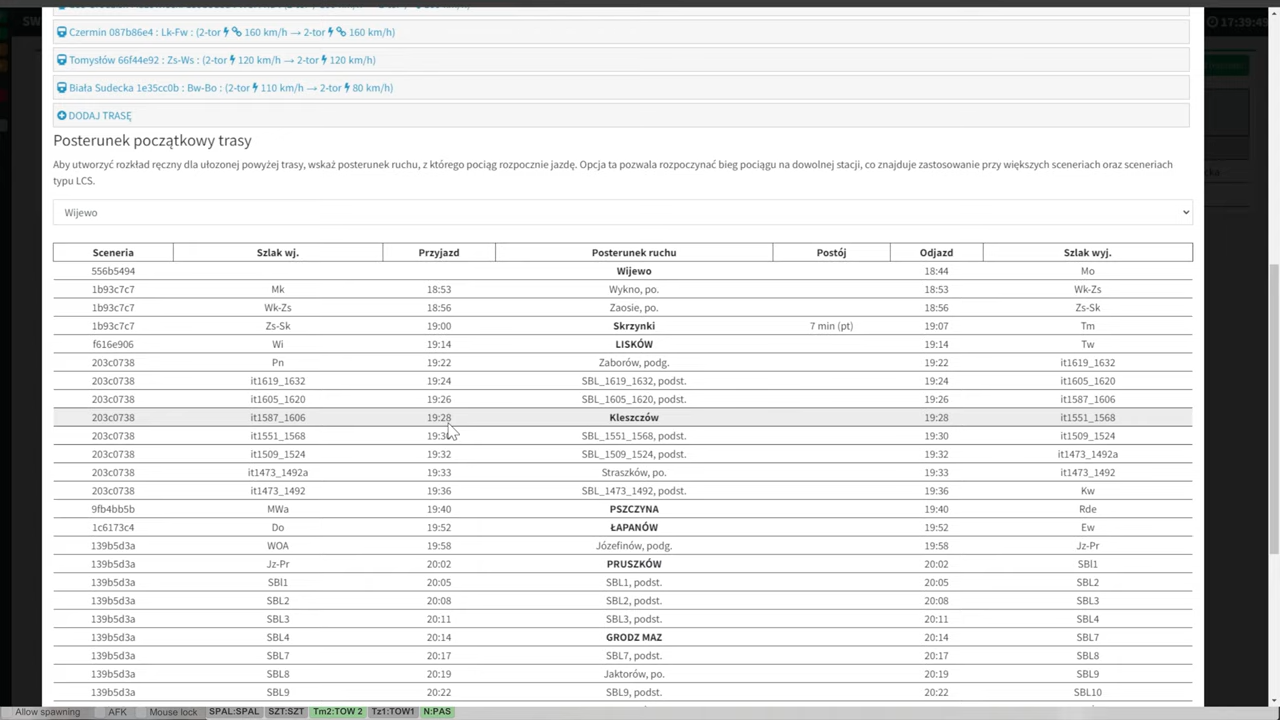 17:39:49
Czermin 087b86e4 : Lk-Fw : (2-tor 160 km/h → 2-tor 160 km/h)
Tomysłów 66f44e92 : Zs-Ws : (2-tor 120 km/h → 2-tor 120 km/h)
Biała Sudecka 1e35cc0b : Bw-Bo : (2-tor 110 km/h → 2-tor 80 km/h)
DODAJ TRASĘ
Posterunek początkowy trasy
Aby utworzyć rozkład ręczny dla ułozonej powyżej trasy, wskaż posterunek ruchu, z którego pociąg rozpocznie jazdę. Opcja ta pozwala rozpoczynać bieg pociągu na dowolnej stacji, co znajduje zastosowanie przy większych sceneriach oraz sceneriach
typu LCS.
Wijewo
Sceneria Szlak wj. Przyjazd Posterunek ruchu Postój Odjazd Szlak wyj.
556b5494 Wijewo 18:44 Mo
1b93c7c7 Mk 18:53 Wykno, po. 18:53 Wk-Zs
1b93c7c7 Wk-Zs 18:56 Zaosie, po. 18:56 Zs-Sk
1b93c7c7 Zs-Sk 19:00 Skrzynki 7 min (pt) 19:07 Tm
f616e906 Wi 19:14 LISKÓW 19:14 Tw
203c0738 Pn 19:22 Zaborów, podg. 19:22 it1619_1632
203c0738 it1619_1632 19:24 SBL_1619_1632, podst. 19:24 it1605_1620
203c0738 it1605_1620 19:26 SBL_1605_1620, podst. 19:26 it1587_1606
203c0738 it1587_1606 19:28 Kleszczów 19:28 it1551_1568
203c0738 it1551_1568 19:30 SBL_1551_1568, podst. 19:30 it1509_1524
203c0738 it1509_1524 19:32 SBL_1509_1524, podst. 19:32 it1473_1492a
203c0738 it1473_1492a 19:33 Straszków, po. 19:33 it1473_1492
203c0738 it1473_1492 19:36 SBL_1473_1492, podst. 19:36 Kw
9fb4bb5b MWa 19:40 PSZCZYNA 19:40 Rde
1c6173c4 Do 19:52 ŁAPANÓW 19:52 Ew
139b5d3a WOA 19:58 Józefinów, podg. 19:58 Jz-Pr
139b5d3a Jz-Pr 20:02 PRUSZKÓW 20:02 SBl1
139b5d3a SBl1 20:05 SBL1, podst. 20:05 SBL2
139b5d3a SBL2 20:08 SBL2, podst. 20:08 SBL3
139b5d3a SBL3 20:11 SBL3, podst. 20:11 SBL4
139b5d3a SBL4 20:14 GRODZ MAZ 20:14 SBL7
139b5d3a SBL7 20:17 SBL7, podst. 20:17 SBL8
139b5d3a SBL8 20:19 Jaktorów, po. 20:19 SBL9
139b5d3a SBL9 20:22 SBL9, podst. 20:22 SBL10
Allow spawning AFK Mouse lock SPAL:SPAL SZT:SZT Tm2:TOW 2 Tz1:TOW1 N:PAS